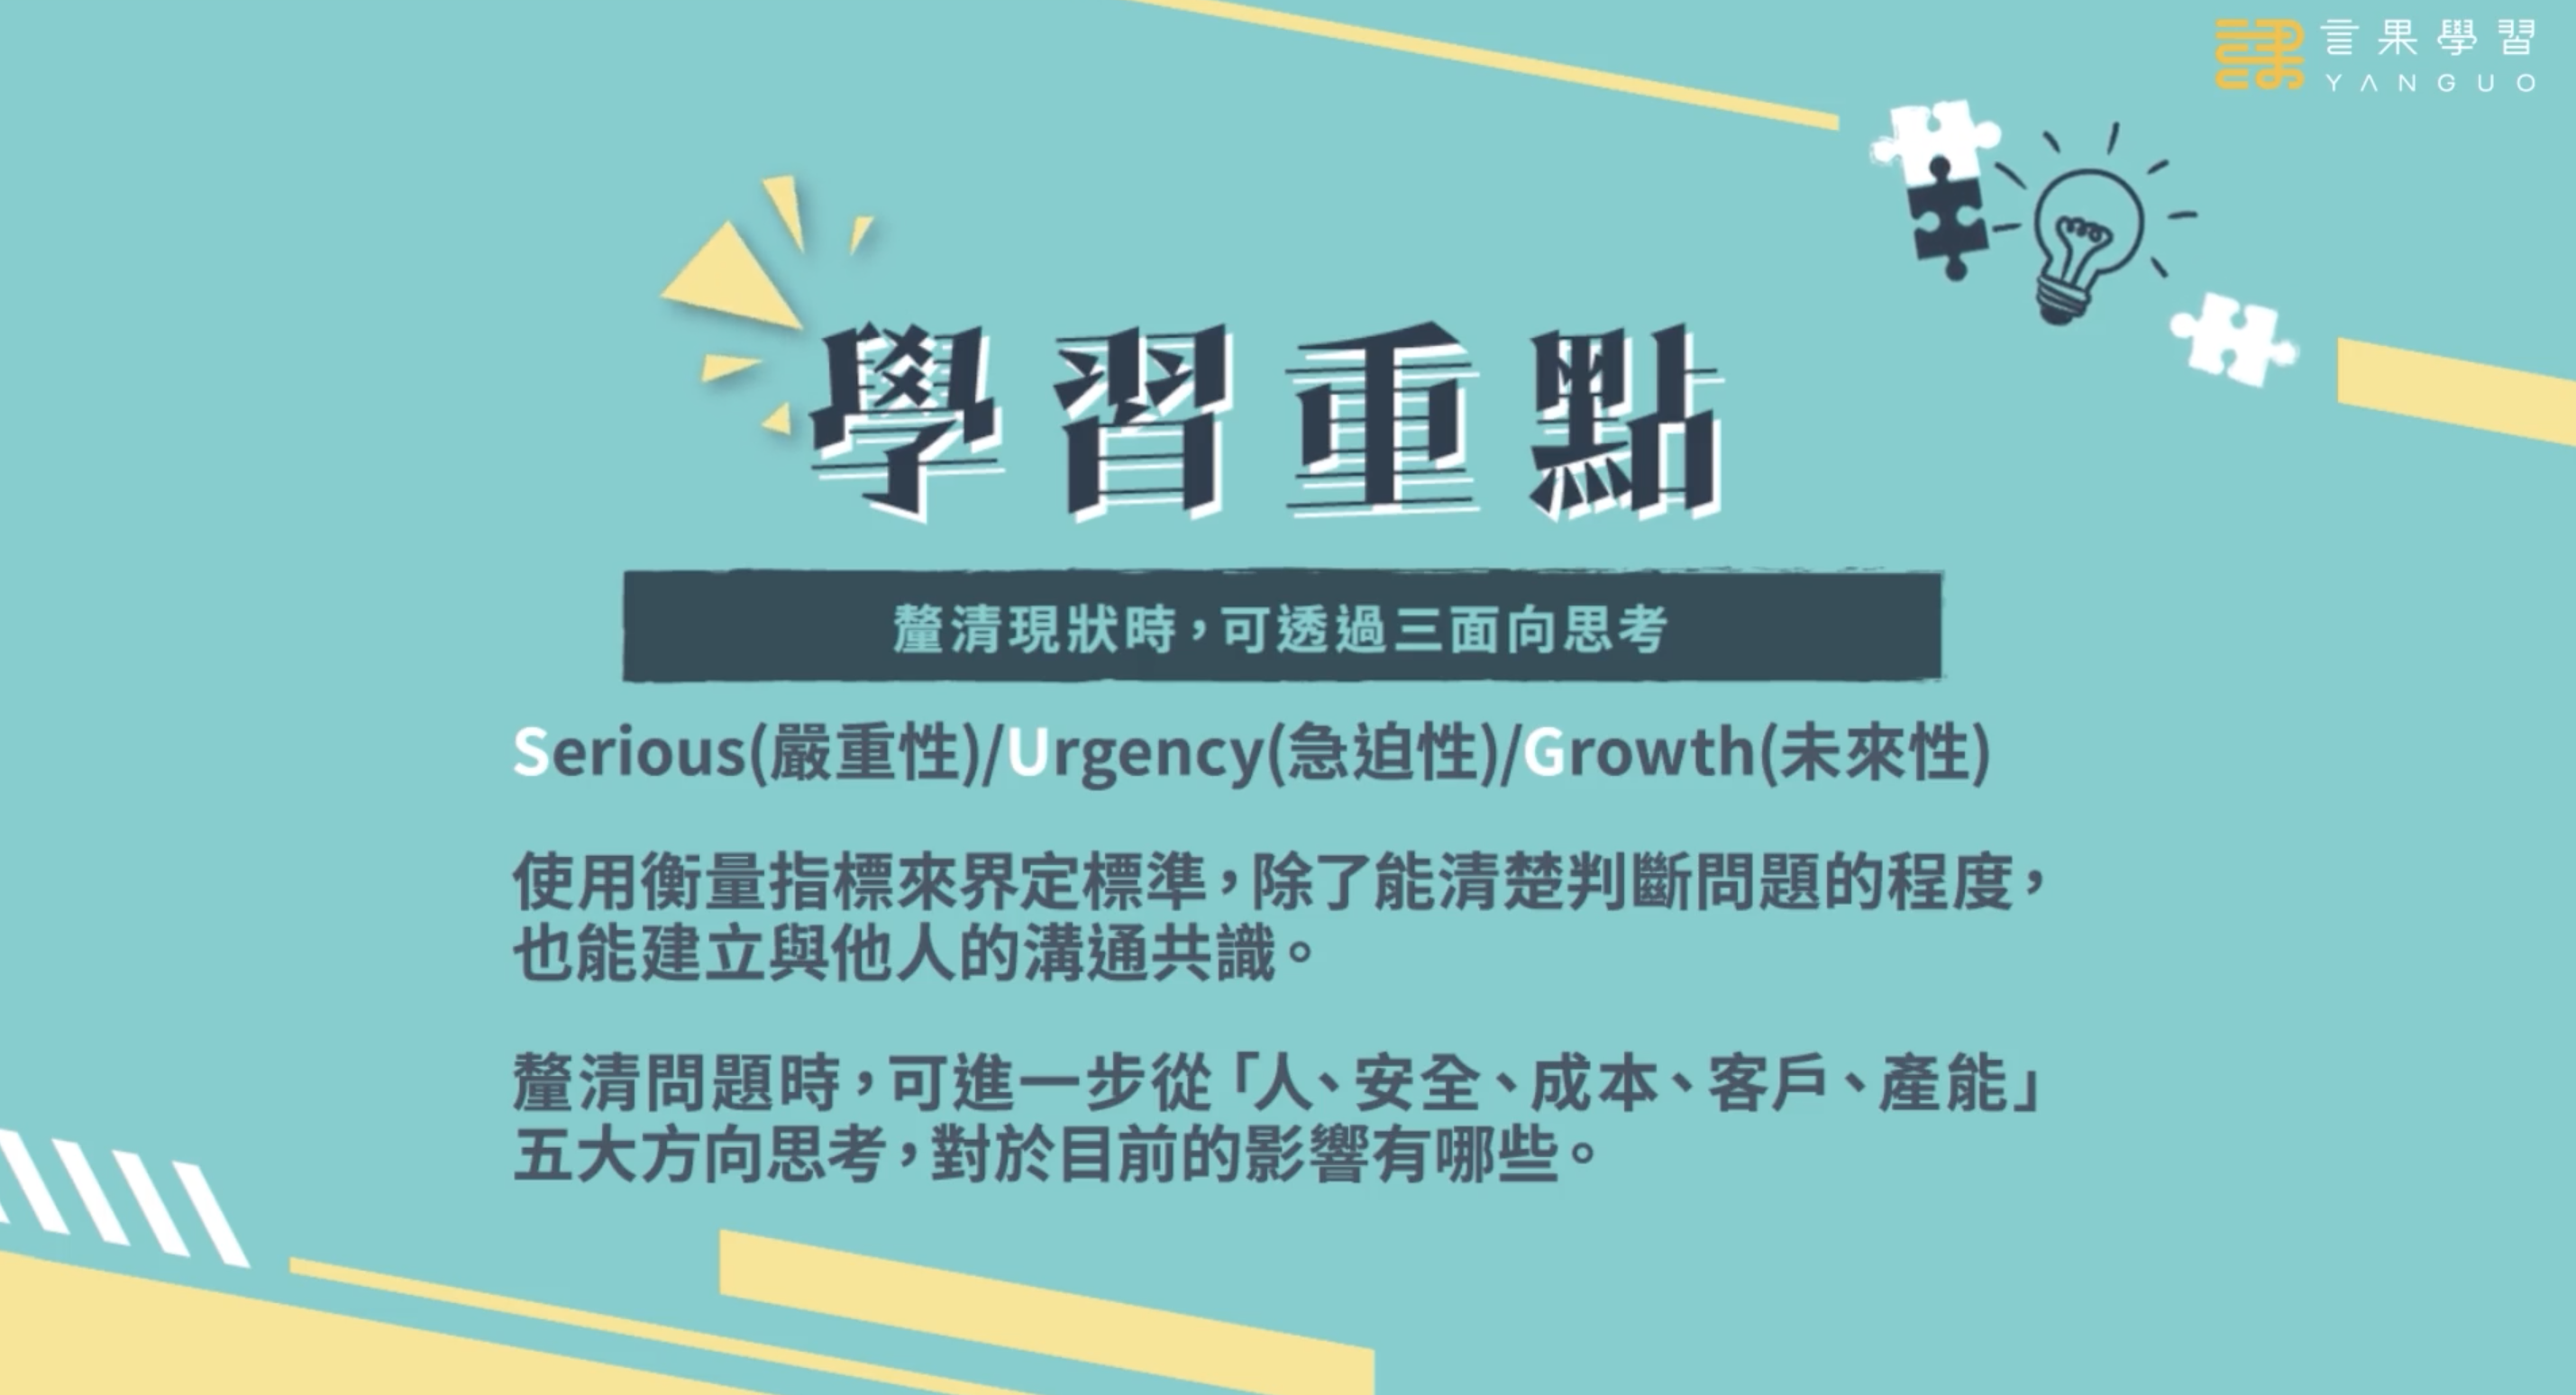 言果學習
YANGUO
學習重點
釐清現狀時，可透過三面向思考
Serious(嚴重性)/Urgency(急迫性)/Growth(未來性)
使用衡量指標來界定標準，除了能清楚判斷問題的程度，
也能建立與他人的溝通共識。
釐清問題時，可進一步從「人、安全、成本、客戶、產能」
五大方向思考，對於目前的影響有哪些。